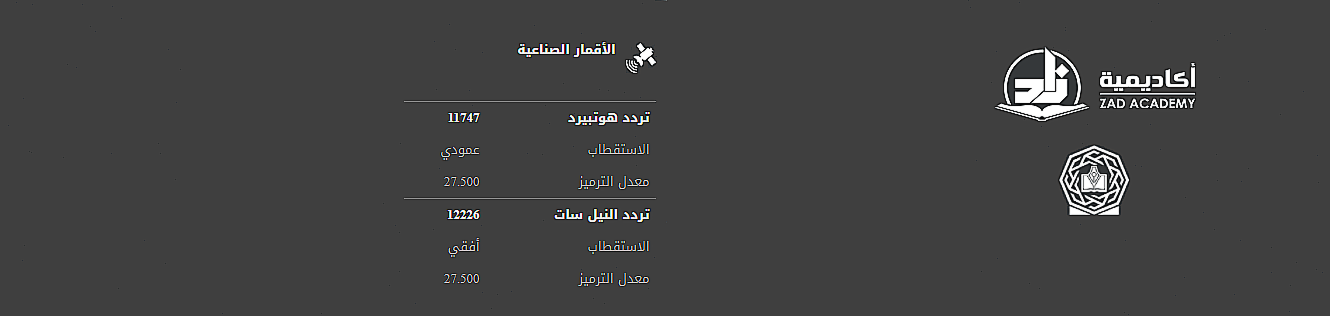 أكاديمية
زاد
ZAD ACADEMY
الأقمار الصناعية
تردد هوتبيرد 11747
الاستقطاب عمودي
معدل الترميز 27.500
تردد النيل سات 12226
الاستقطاب أفقي
معدل الترميز 27.500